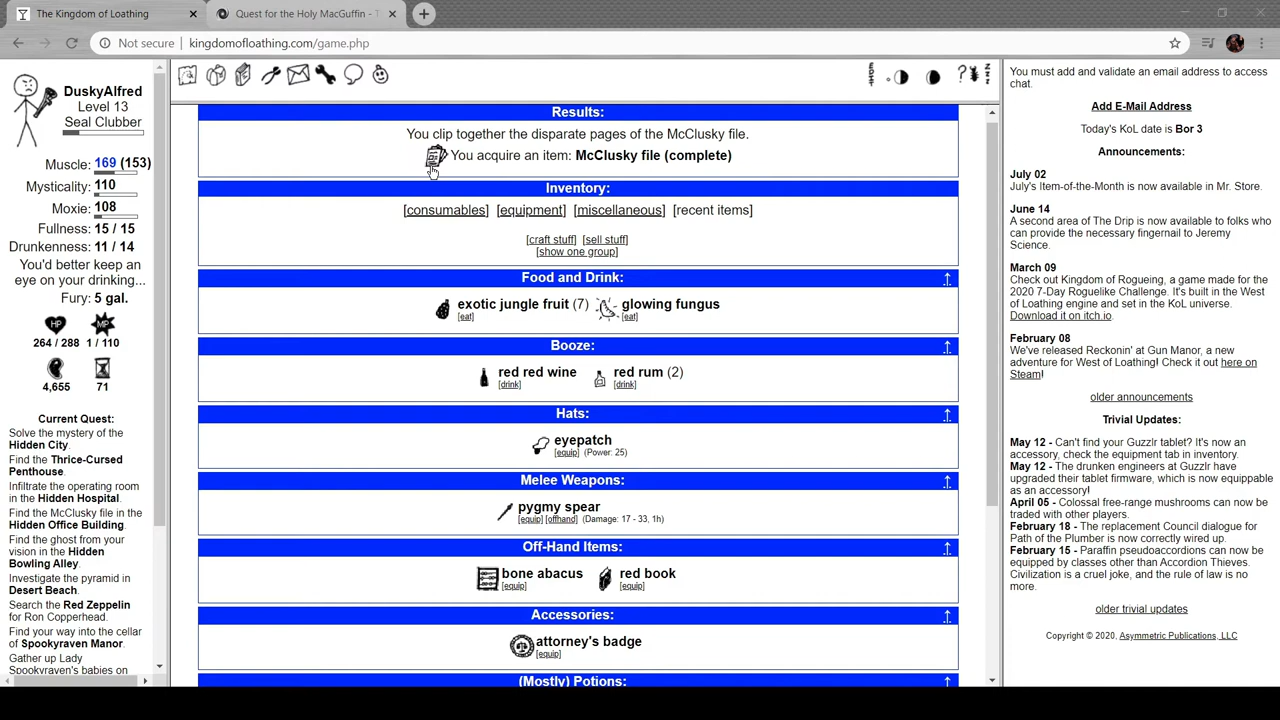 The Kingdom of Loathing
Quest for the Holy MacGuffin - T
Not secure | kingdomofloathing.com/game.php
DuskyAlfred
Level 13
Seal Clubber
Muscle: 169 (153)
Mysticality: 110
Moxie: 108
Fullness: 15 / 15
Drunkenness: 11 / 14
You'd better keep an
eye on your drinking...
Fury: 5 gal.
HP
MP
264 / 288
1 / 110
4,655
71
Current Quest:
Solve the mystery of the
Hidden City.
Find the Thrice-Cursed
Penthouse.
Infiltrate the operating room
in the Hidden Hospital.
Find the McClusky file in the
Hidden Office Building.
Find the ghost from your
vision in the Hidden
Bowling Alley.
Investigate the pyramid in
Desert Beach.
Search the Red Zeppelin
for Ron Copperhead.
Find your way into the cellar
of Spookyraven Manor.
Gather up Lady
Spookyraven's babies on
Results:
You clip together the disparate pages of the McClusky file.
You acquire an item: McClusky file (complete)
Inventory:
[consumables] [equipment] [miscellaneous] [recent items]
[craft stuff] [sell stuff]
[show one group]
Food and Drink:
exotic jungle fruit (7)
[eat]
glowing fungus
[eat]
Booze:
red red wine
[drink]
red rum (2)
[drink]
Hats:
eyepatch
[equip] (Power: 25)
Melee Weapons:
pygmy spear
[equip] [offhand] (Damage: 17 - 33, 1h)
Off-Hand Items:
bone abacus
[equip]
red book
[equip]
Accessories:
attorney's badge
[equip]
(Mostly) Potions:
You must add and validate an email address to access
chat.
Add E-Mail Address
Today's KoL date is Bor 3
Announcements:
July 02
July's Item-of-the-Month is now available in Mr. Store.
June 14
A second area of The Drip is now available to folks who
can provide the necessary fingernail to Jeremy
Science.
March 09
Check out Kingdom of Rogueing, a game made for the
2020 7-Day Roguelike Challenge. It's built in the West
of Loathing engine and set in the KoL universe.
Download it on itch.io.
February 08
We've released Reckonin' at Gun Manor, a new
adventure for West of Loathing! Check it out here on
Steam!
older announcements
Trivial Updates:
May 12 - Can't find your Guzzlr tablet? It's now an
accessory, check the equipment tab in inventory.
May 12 - The drunken engineers at Guzzlr have
upgraded their tablet firmware, which is now equippable
as an accessory!
April 05 - Colossal free-range mushrooms can now be
traded with other players.
February 18 - The replacement Council dialogue for
Path of the Plumber is now correctly wired up.
February 15 - Paraffin pseudoaccordions can now be
equipped by classes other than Accordion Thieves.
Civilization is a cruel joke, and the rule of law is no
more.
older trivial updates
Copyright © 2020, Asymmetric Publications, LLC